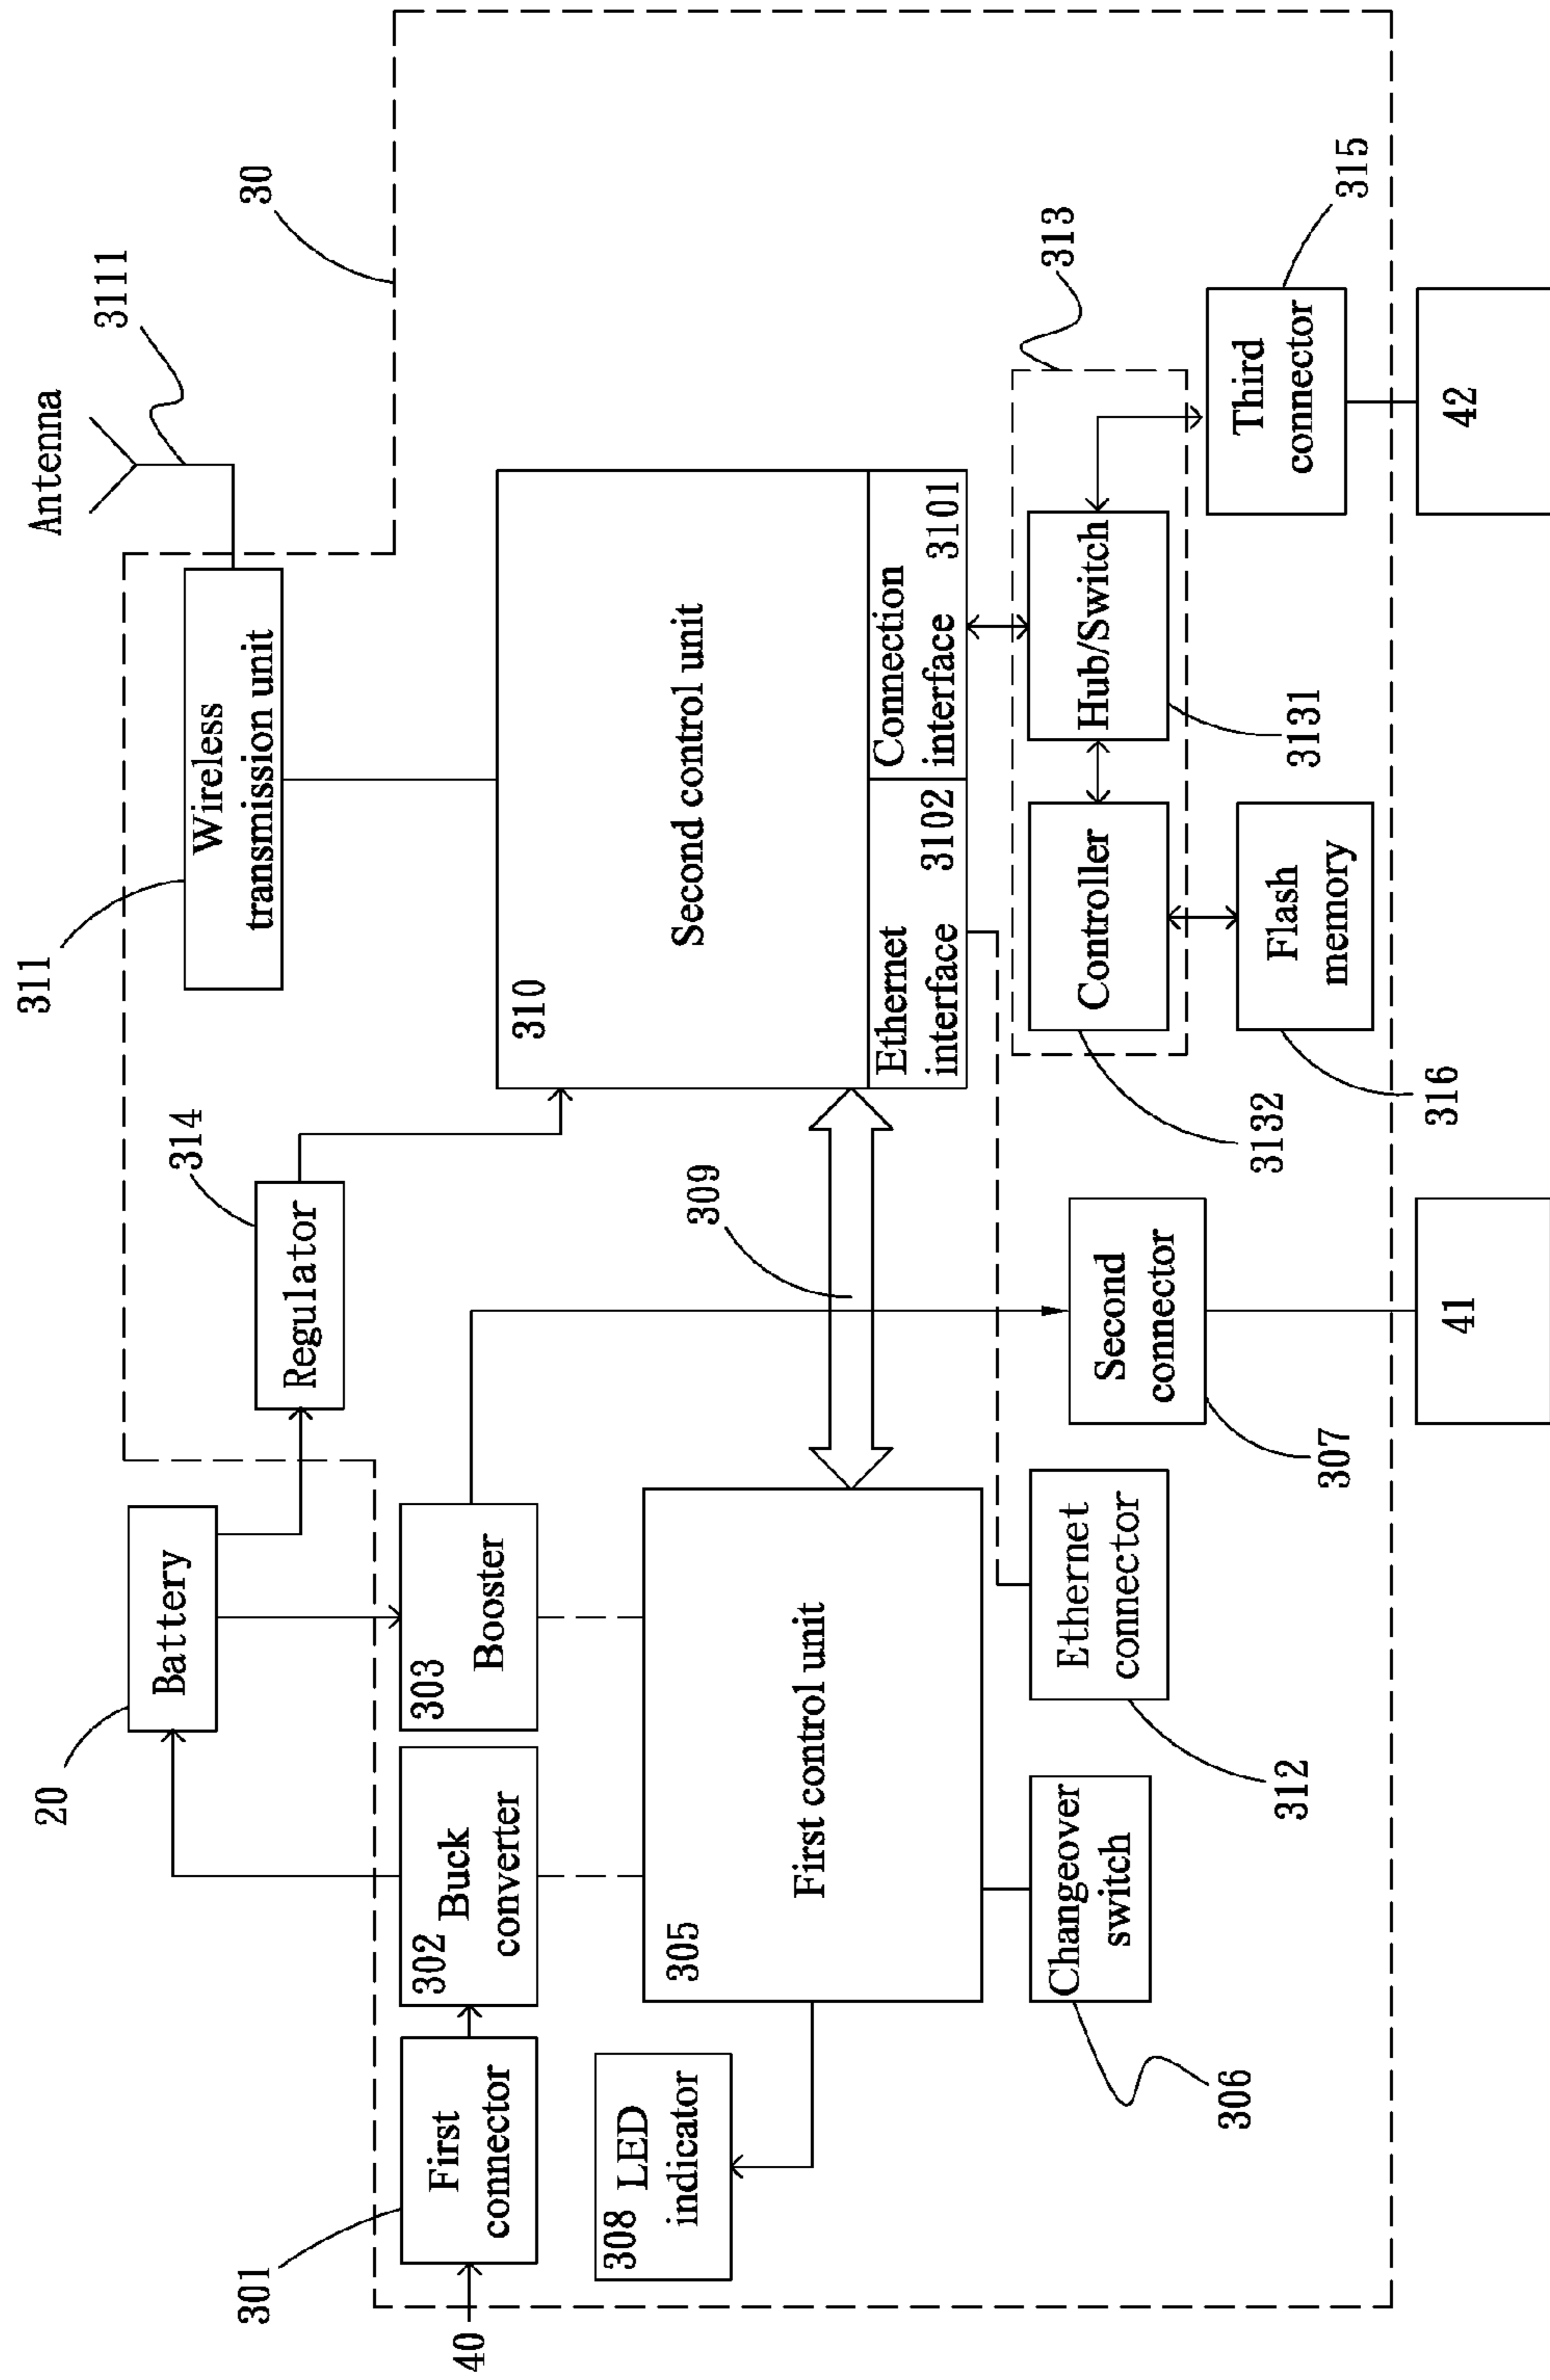 Antenna
3111
30
311
Wireless
transmission unit
314
Regulator
20
Battery
310
Second control unit
Ethernet
interface 3102
Connection
interface 3101
313
Hub/Switch
3131
Controller
3132
Flash
memory
316
Third
connector
315
42
309
303
Booster
302 Buck
converter
First
connector
301
40
305
First control unit
308 LED
indicator
Changeover
switch
306
Ethernet
connector
312
Second
connector
307
41